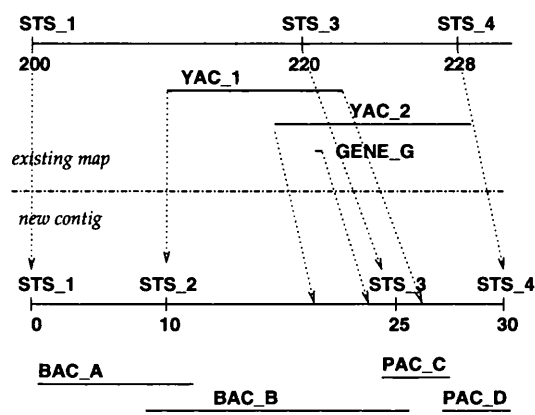 STS_1 STS_3 STS_4
200 220 228
YAC_1
YAC_2
GENE_G
existing map
new contig
STS_1 STS_2 STS_3 STS_4
0 10 25 30
BAC_A PAC_C
BAC_B PAC_D